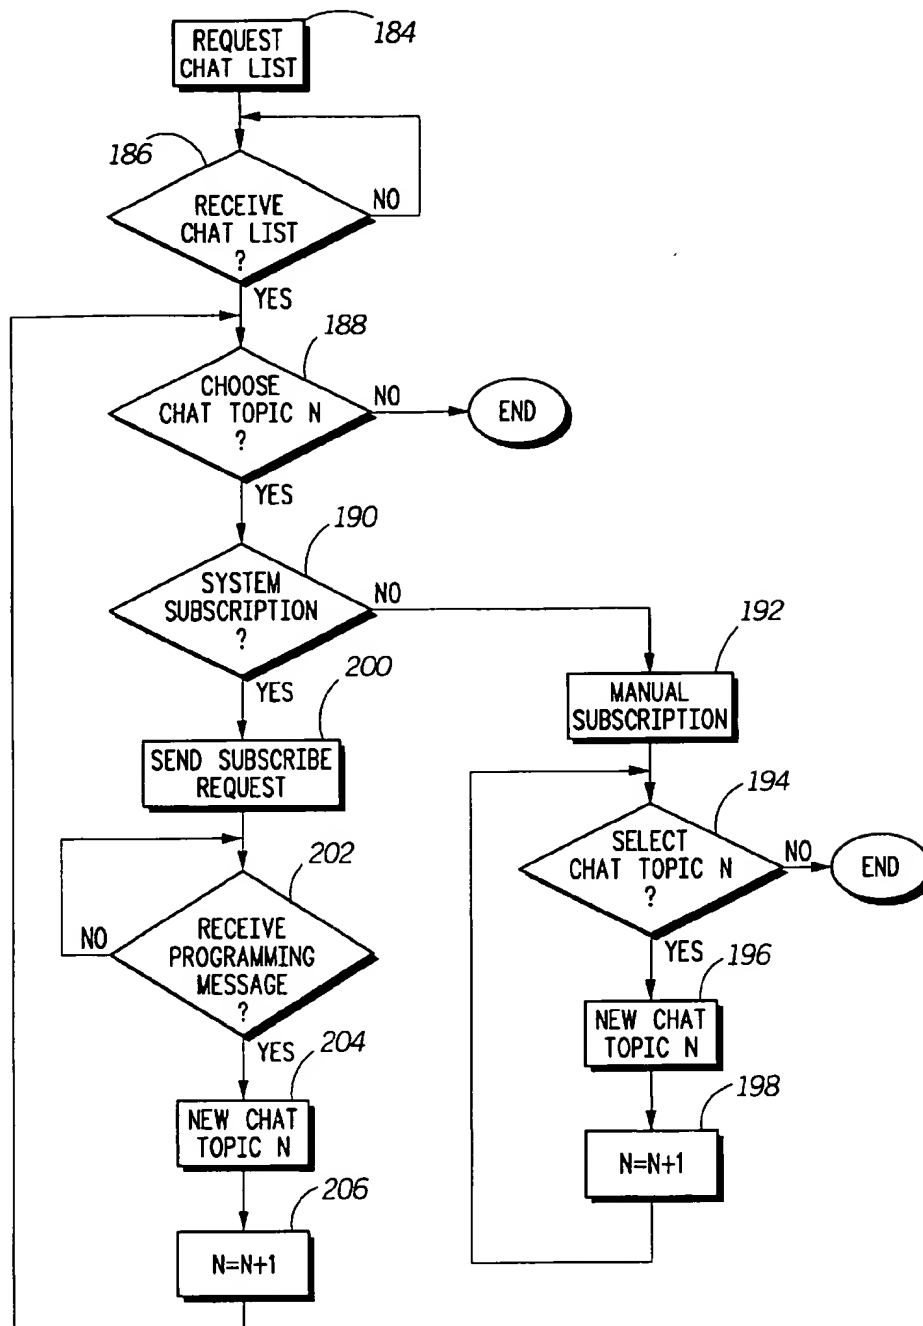 REQUEST
CHAT LIST
184
186
RECEIVE
CHAT LIST
?
NO
YES
188
CHOOSE
CHAT TOPIC N
?
NO
END
YES
190
SYSTEM
SUBSCRIPTION
?
NO
YES
192
MANUAL
SUBSCRIPTION
200
SEND SUBSCRIBE
REQUEST
194
SELECT
CHAT TOPIC N
?
NO
END
YES
202
RECEIVE
PROGRAMMING
MESSAGE
?
NO
YES
196
NEW CHAT
TOPIC N
204
NEW CHAT
TOPIC N
198
N=N+1
206
N=N+1